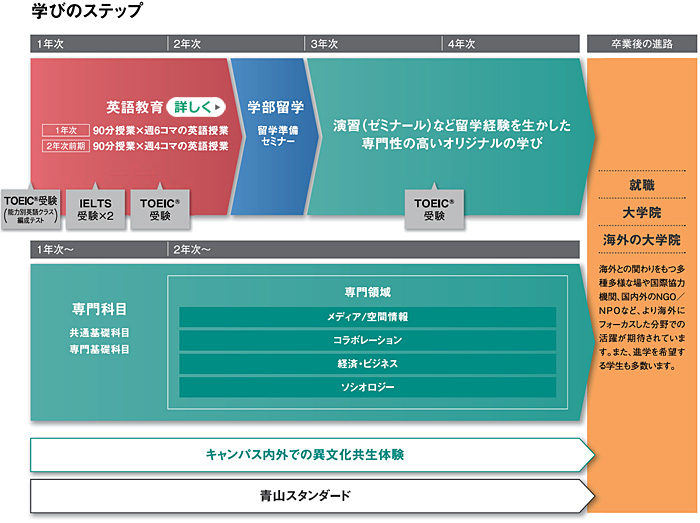 学びのステップ
1年次 2年次 3年次 4年次 卒業後の進路
英語教育 詳しく
1年次 90分授業×週6コマの英語授業
2年次前期 90分授業×週4コマの英語授業
学部留学
留学準備
セミナー
演習（ゼミナール）など留学経験を生かした
専門性の高いオリジナルの学び
TOEIC®受験
（能力別英語クラス
編成テスト）
IELTS
受験×2
TOEIC®
受験
TOEIC®
受験
1年次～ 2年次～
専門科目
共通基礎科目
専門基礎科目
専門領域
メディア/空間情報
コラボレーション
経済・ビジネス
ソシオロジー
キャンパス内外での異文化共生体験
青山スタンダード
就職
大学院
海外の大学院
海外との関わりをもつ多
種多様な場や国際協力
機関、国内外のNGO／
NPOなど、より海外に
フォーカスした分野での
活躍が期待されていま
す。また、進学を希望す
る学生も多数います。